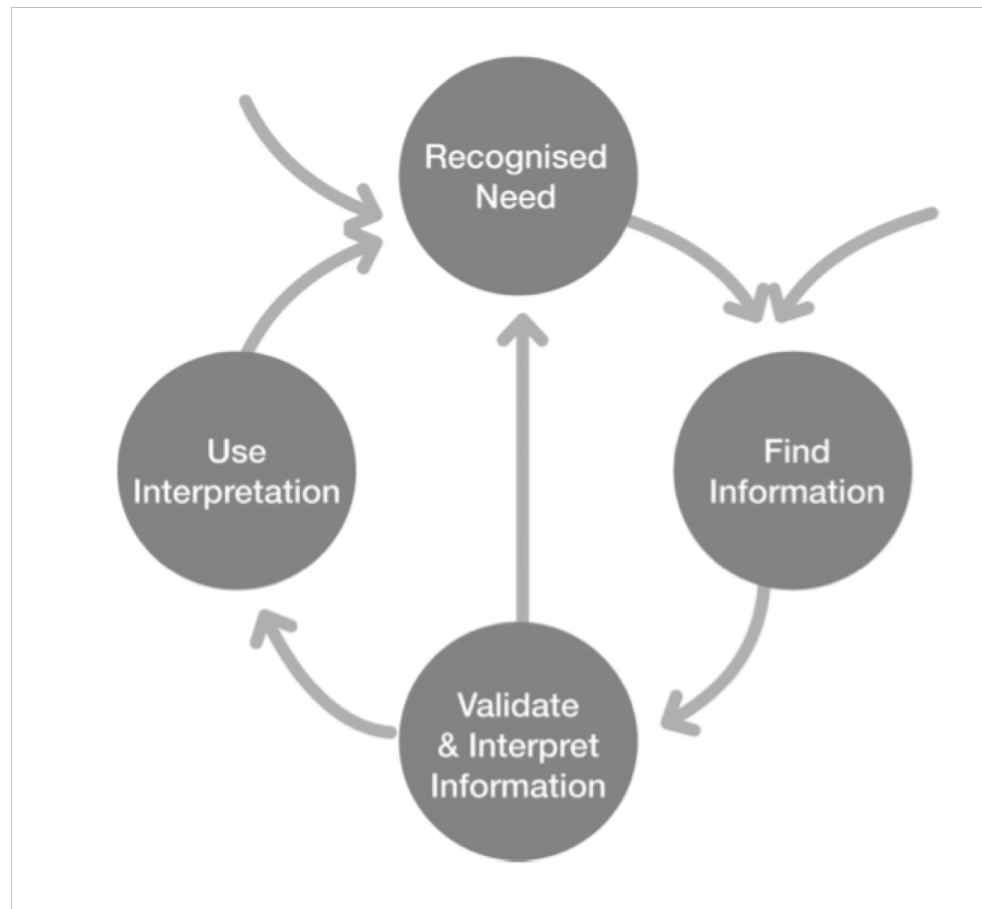 Recognised
Need
Find
Information
Validate
& Interpret
Information
Use
Interpretation